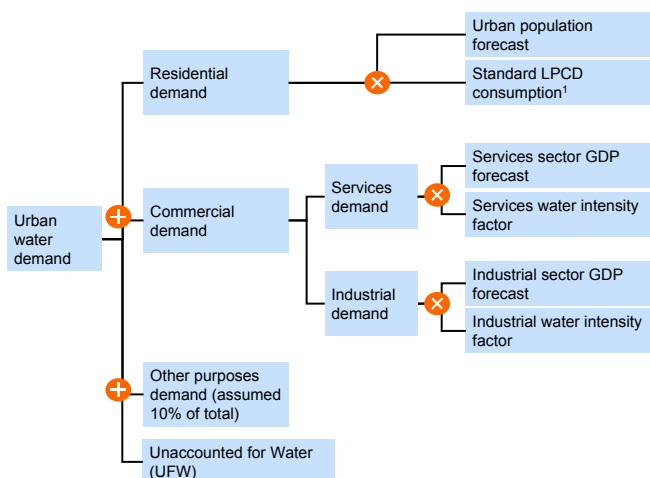 Urban population
forecast
Residential
demand
Standard LPCD
consumption¹
Services sector GDP
forecast
Services
demand
Services water intensity
factor
Commercial
demand
Urban
water
demand
Industrial sector GDP
forecast
Industrial
demand
Industrial water intensity
factor
Other purposes
demand (assumed
10% of total)
Unaccounted for Water
(UFW)